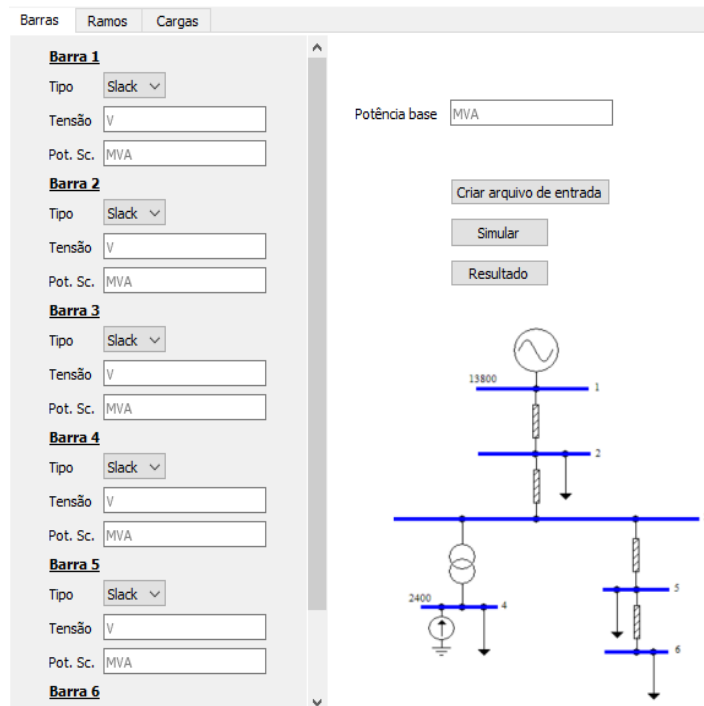 Barras Ramos Cargas
Barra 1
Tipo Slack
Tensão V
Pot. Sc. MVA
Barra 2
Tipo Slack
Tensão V
Pot. Sc. MVA
Barra 3
Tipo Slack
Tensão V
Pot. Sc. MVA
Barra 4
Tipo Slack
Tensão V
Pot. Sc. MVA
Barra 5
Tipo Slack
Tensão V
Pot. Sc. MVA
Barra 6
Potência base MVA
Criar arquivo de entrada
Simular
Resultado
13800 1
2
2400 4
5
6